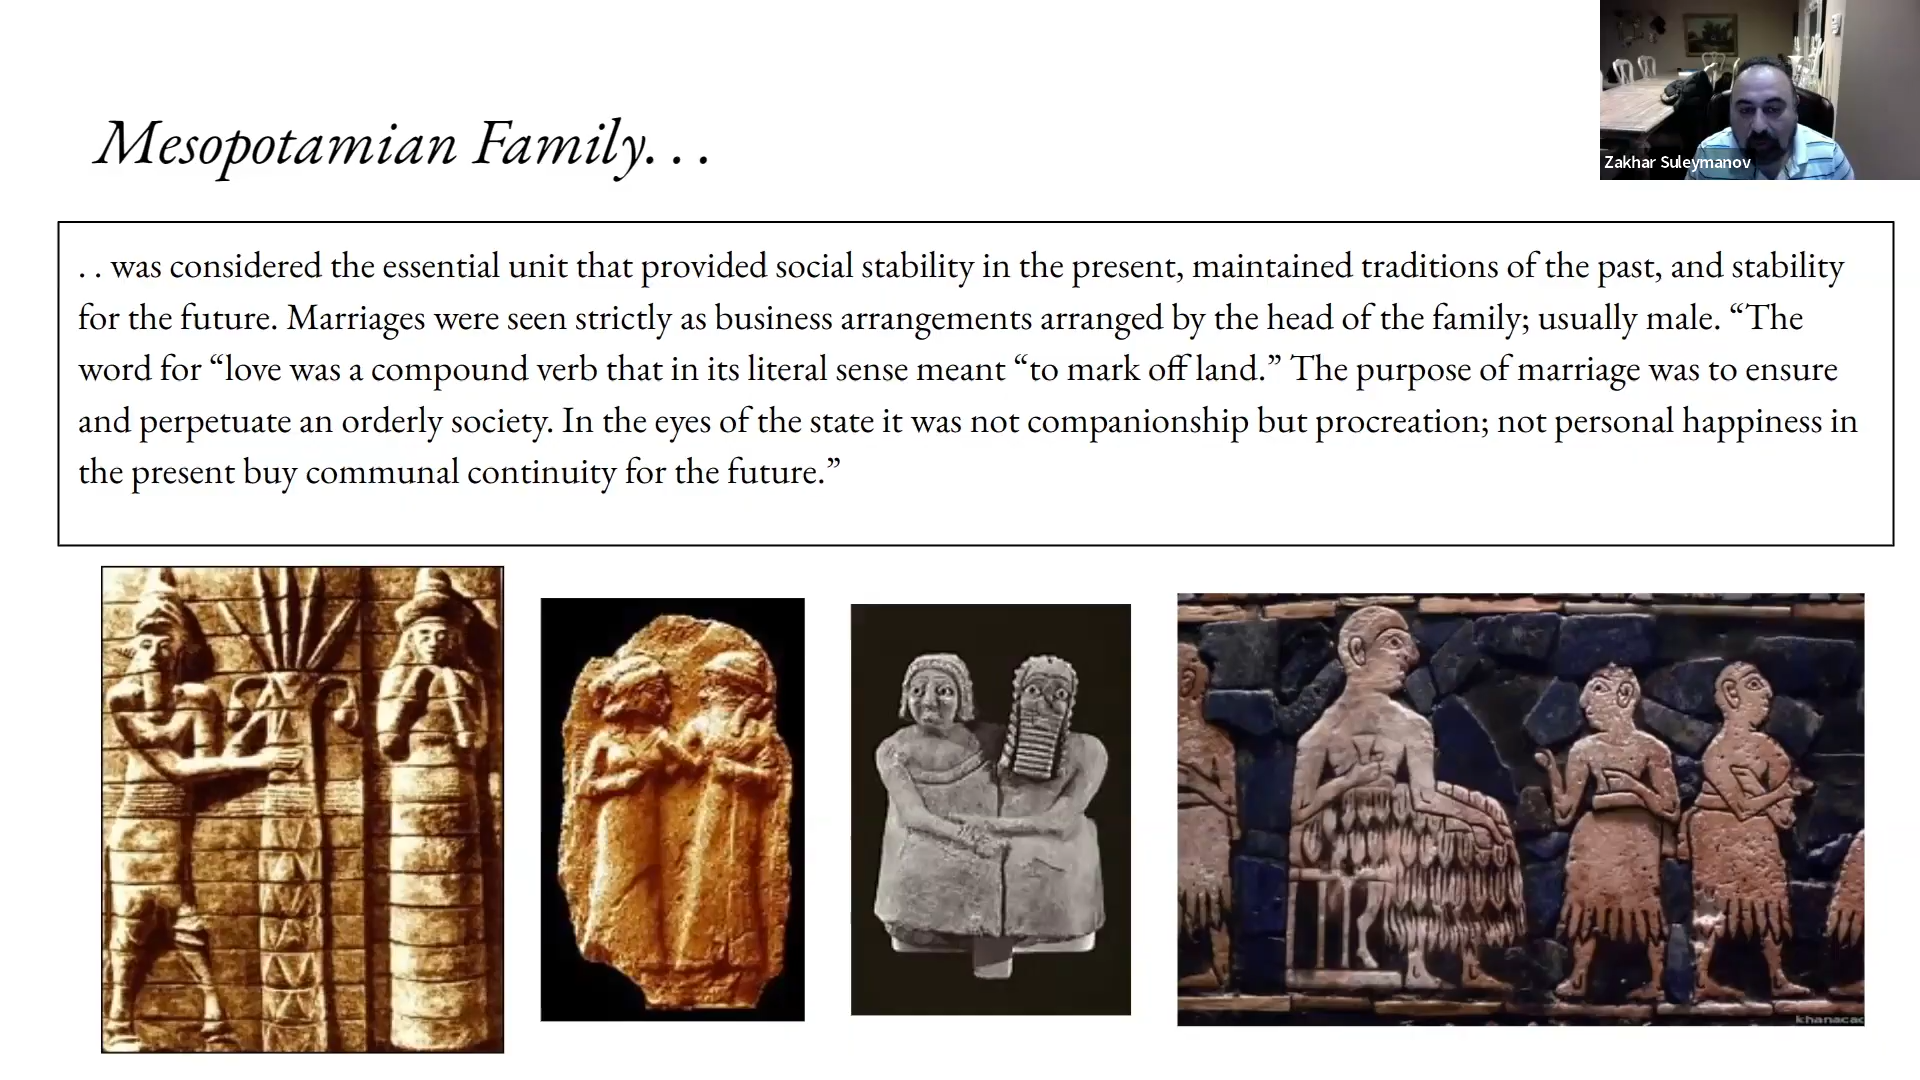 Zakhar Suleymanov
Mesopotamian Family. . .
. . was considered the essential unit that provided social stability in the present, maintained traditions of the past, and stability
for the future. Marriages were seen strictly as business arrangements arranged by the head of the family; usually male. “The
word for “love was a compound verb that in its literal sense meant “to mark off land.” The purpose of marriage was to ensure
and perpetuate an orderly society. In the eyes of the state it was not companionship but procreation; not personal happiness in
the present buy communal continuity for the future.”
khanacac